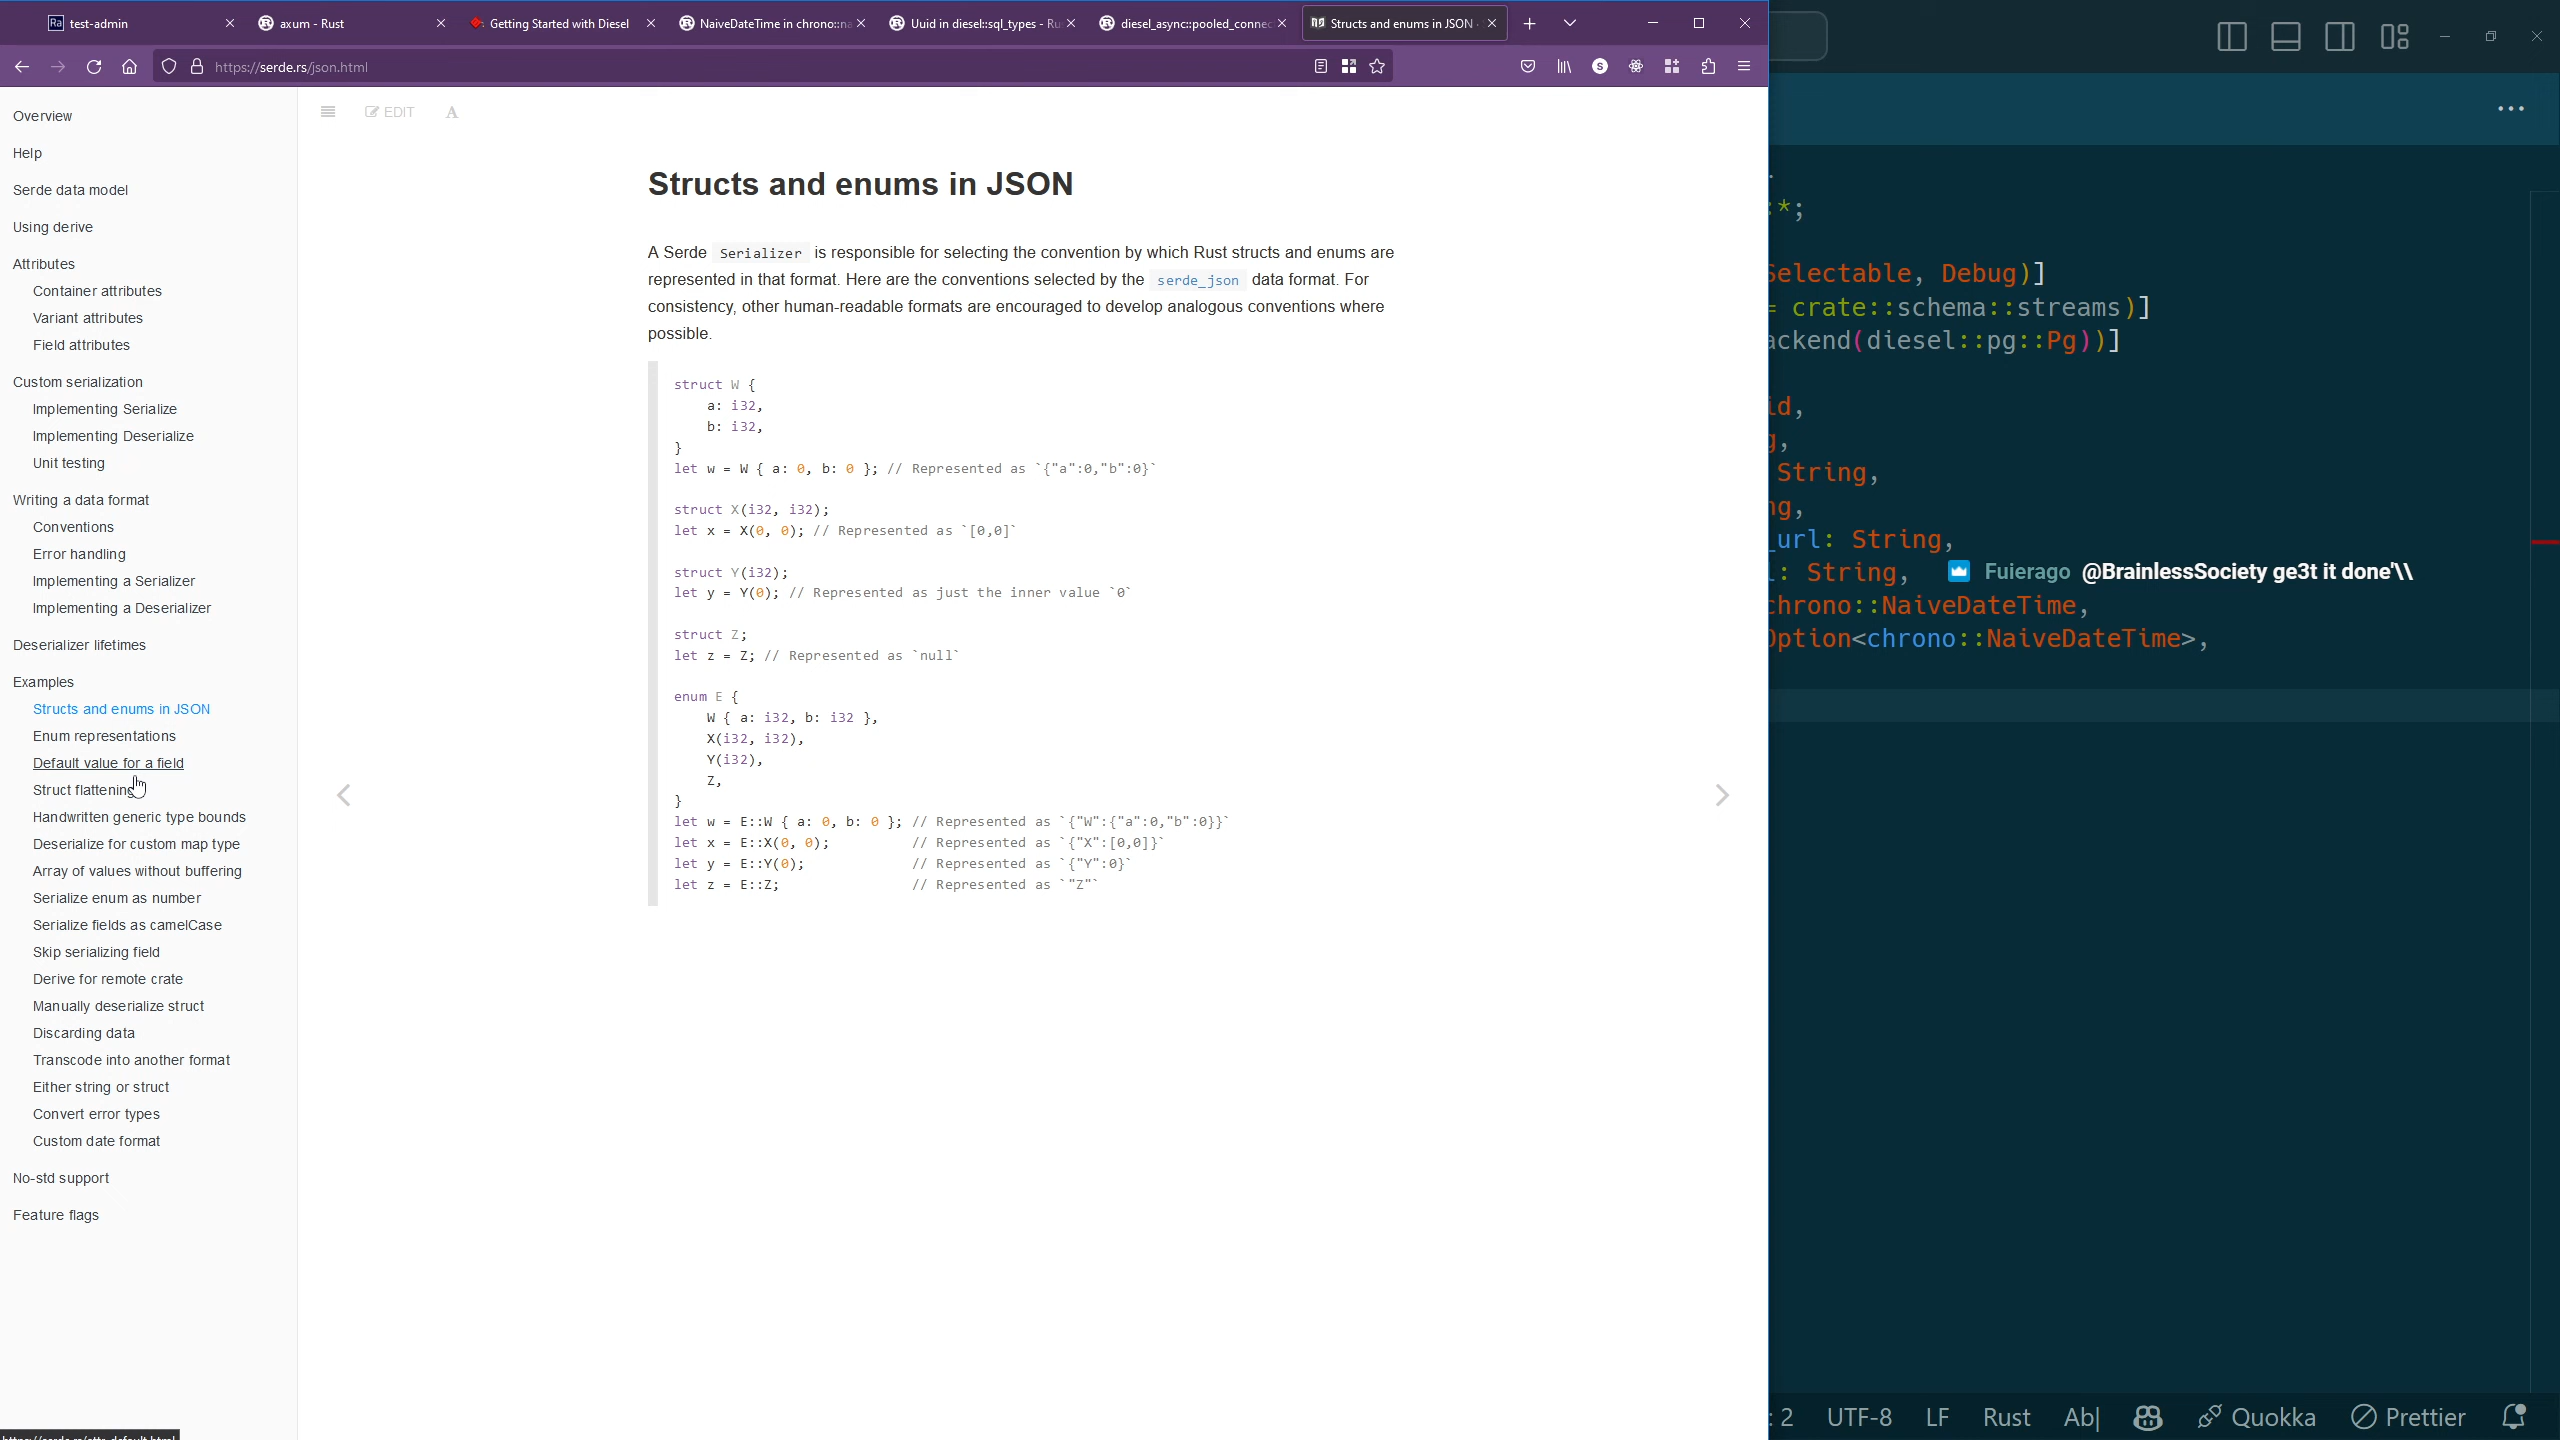 test-admin
axum - Rust
Getting Started with Diesel
NaiveDateTime in chrono::na
Uuid in diesel::sql_types - Ru
diesel_async::pooled_connec
Structs and enums in JSON
https://serde.rs/json.html
Overview
Help
Serde data model
Using derive
Attributes
Container attributes
Variant attributes
Field attributes
Custom serialization
Implementing Serialize
Implementing Deserialize
Unit testing
Writing a data format
Conventions
Error handling
Implementing a Serializer
Implementing a Deserializer
Deserializer lifetimes
Examples
Structs and enums in JSON
Enum representations
Default value for a field
Struct flattening
Handwritten generic type bounds
Deserialize for custom map type
Array of values without buffering
Serialize enum as number
Serialize fields as camelCase
Skip serializing field
Derive for remote crate
Manually deserialize struct
Discarding data
Transcode into another format
Either string or struct
Convert error types
Custom date format
No-std support
Feature flags
EDIT
A
Structs and enums in JSON
A Serde Serializer is responsible for selecting the convention by which Rust structs and enums are
represented in that format. Here are the conventions selected by the serde_json data format. For
consistency, other human-readable formats are encouraged to develop analogous conventions where
possible.
struct W {
a: i32,
b: i32,
}
let w = W { a: 0, b: 0 }; // Represented as `{"a":0,"b":0}`
struct X(i32, i32);
let x = X(0, 0); // Represented as `[0,0]`
struct Y(i32);
let y = Y(0); // Represented as just the inner value `0`
struct Z;
let z = Z; // Represented as `null`
enum E {
W { a: i32, b: i32 },
X(i32, i32),
Y(i32),
Z,
}
let w = E::W { a: 0, b: 0 }; // Represented as `{"W":{"a":0,"b":0}}`
let x = E::X(0, 0); // Represented as `{"X":[0,0]}`
let y = E::Y(0); // Represented as `{"Y":0}`
let z = E::Z; // Represented as `"Z"`
:*;
Selectable, Debug)]
= crate::schema::streams)]
ackend(diesel::pg::Pg))]
id,
g,
String,
ng,
_url: String,
l: String,
Fuierago @BrainlessSociety ge3t it done'\\
chrono::NaiveDateTime,
Option<chrono::NaiveDateTime>,
: 2 UTF-8 LF Rust Ab| Quokka Prettier